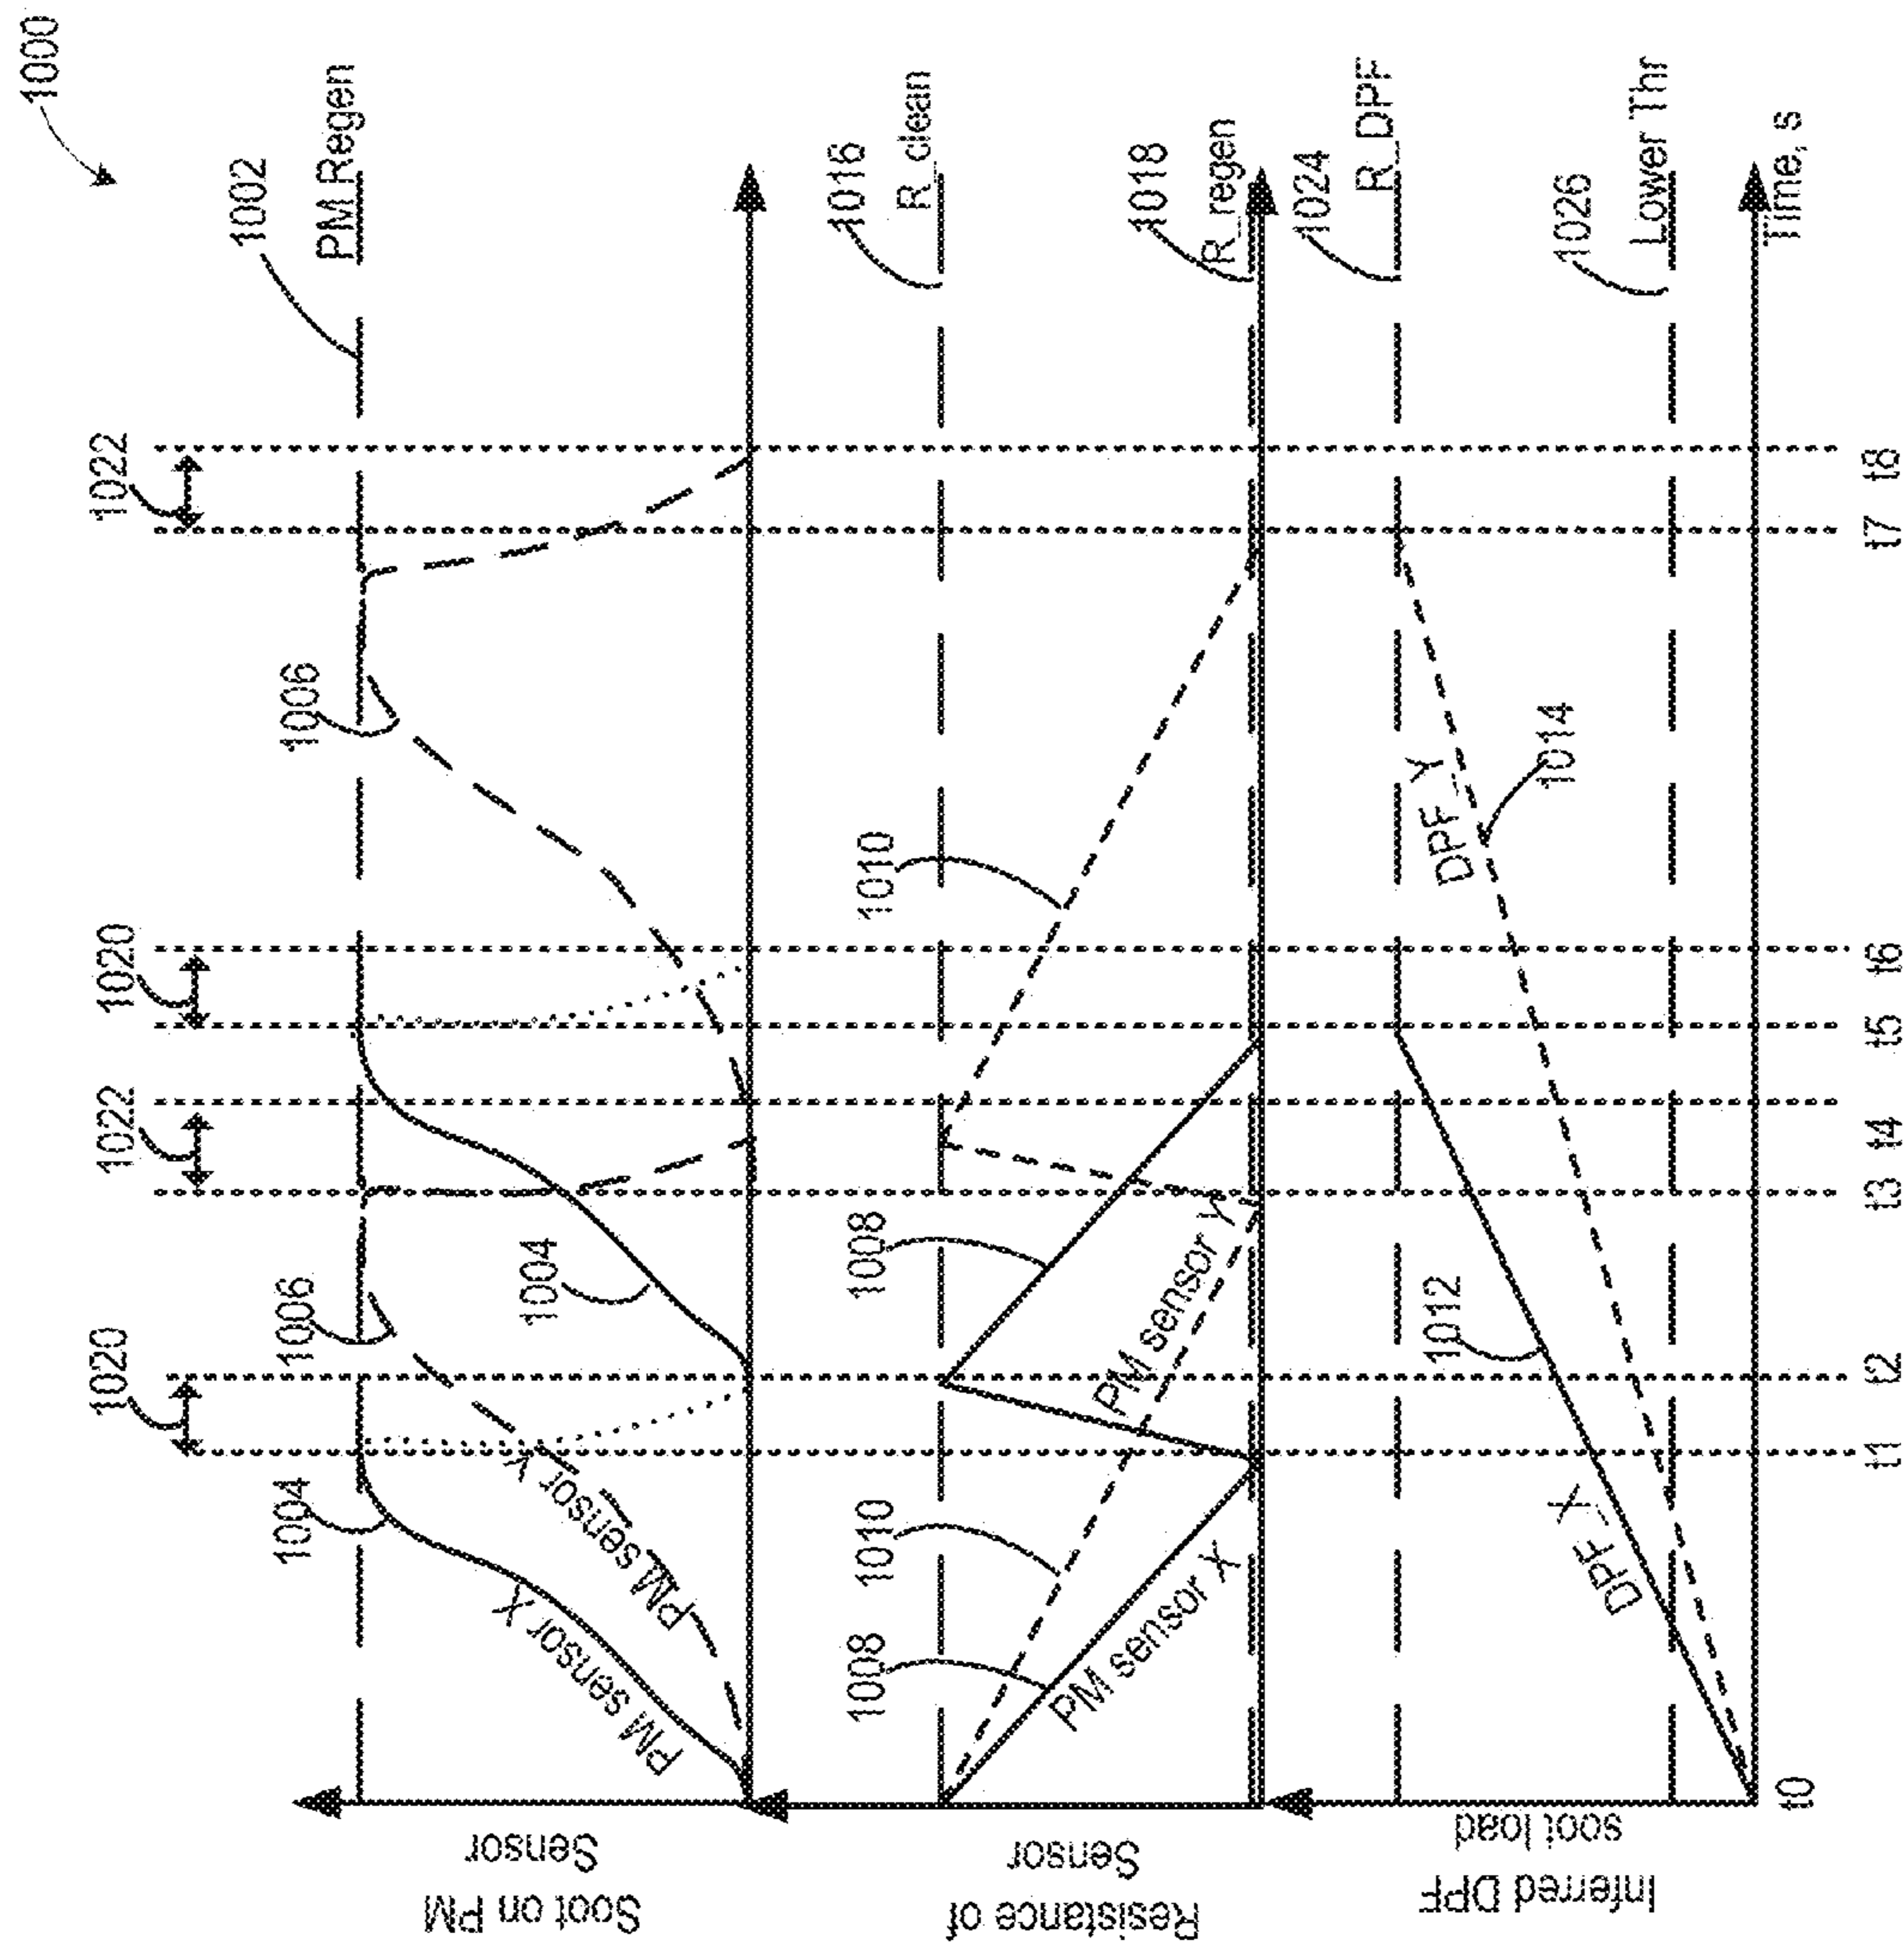 1000
1020
1022
1020
1022
1002
PM Regen
1004
1006
1006
PM sensor X
PM sensor Y
1004
Soot on PM
Sensor
1016
R_clean
1008
1010
1008
1010
PM sensor X
PM sensor Y
1018
R_regen
Resistance of
Sensor
1024
R_DPF
DPF_X
1012
DPF_Y
1014
1026
Lower Thr
Inferred DPF
soot load
Time, s
t0
t1
t2
t3
t4
t5
t6
t7
t8